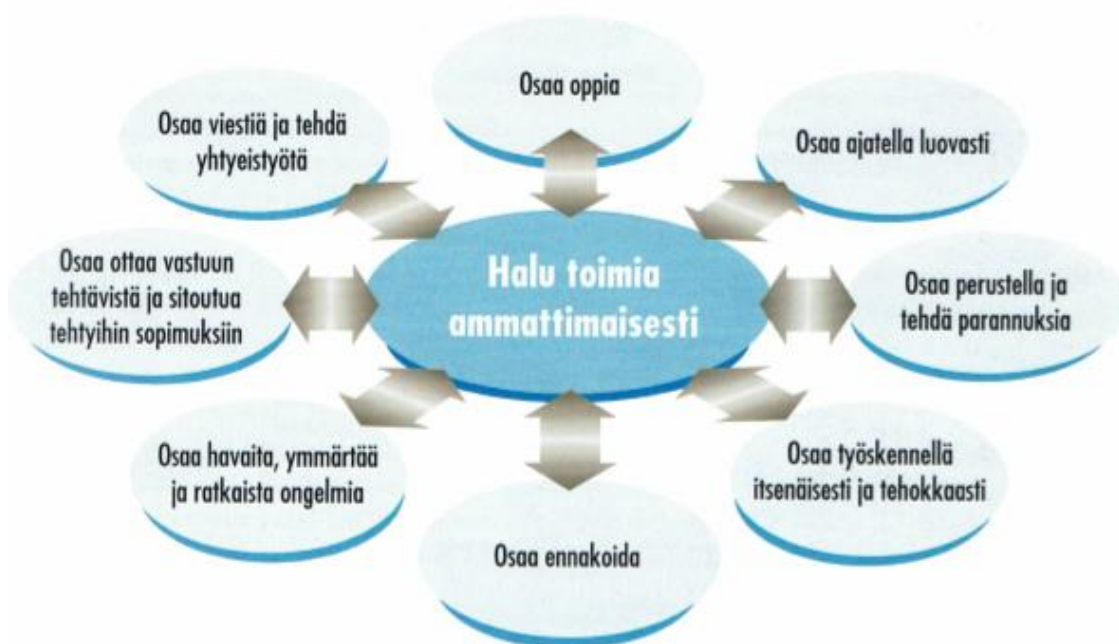 Osaa oppia
Osaa viestiä ja tehdä
yhtyeistyötä
Osaa ajatella luovasti
Osaa ottaa vastuun
tehtävistä ja sitoutua
tehtyihin sopimuksiin
Halu toimia
ammattimaisesti
Osaa perustella ja
tehdä parannuksia
Osaa havaita, ymmärtää
ja ratkaista ongelmia
Osaa työskennellä
itsenäisesti ja tehokkaasti
Osaa ennakoida